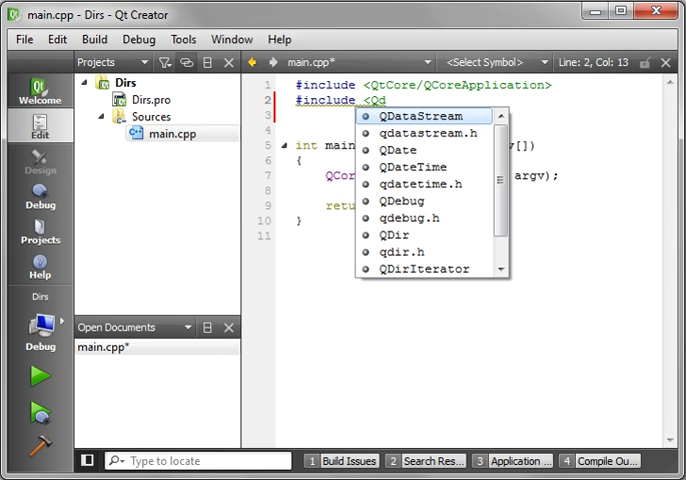 main.cpp - Dirs - Qt Creator
File Edit Build Debug Tools Window Help
Projects main.cpp* <Select Symbol> Line: 2, Col: 13
Welcome
Edit
Design
Debug
Projects
Help
Dirs
Debug
Dirs
Dirs.pro
Sources
main.cpp
Open Documents
main.cpp*
1 #include <QtCore/QCoreApplication>
2 #include <Qd
3
4
5 int main v[])
6 {
7 QCor argv);
8
9 retu
10 }
11
QDataStream
qdatastream.h
QDate
QDateTime
qdatetime.h
QDebug
qdebug.h
QDir
qdir.h
QDirIterator
Type to locate 1 Build Issues 2 Search Res... 3 Application ... 4 Compile Ou...